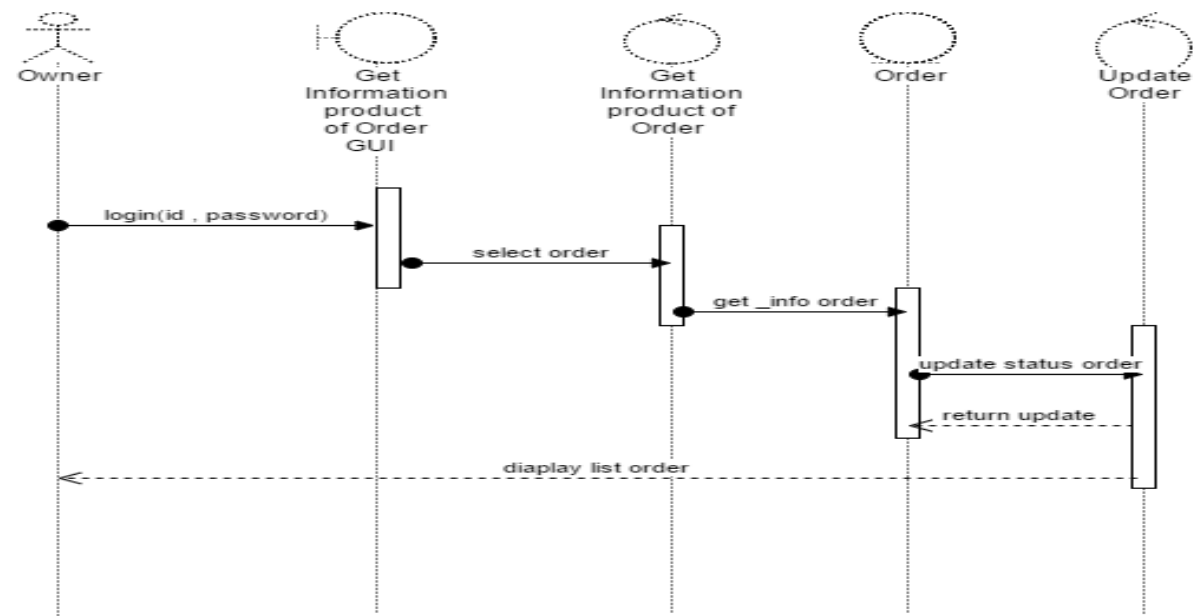 Owner
Get
Information
product
of Order
GUI
Get
Information
product of
Order
Order
Update
Order
login(id , password)
select order
get _info order
update status order
return update
diaplay list order